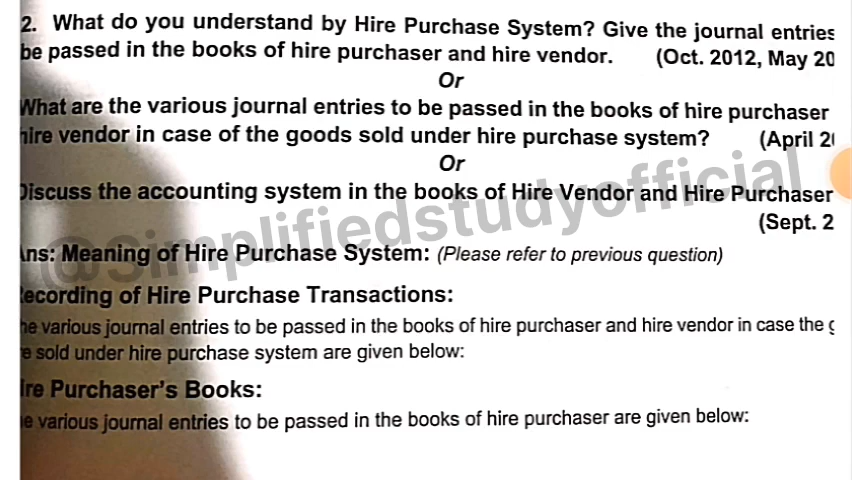 2. What do you understand by Hire Purchase System? Give the journal entries
be passed in the books of hire purchaser and hire vendor. (Oct. 2012, May 20
Or
What are the various journal entries to be passed in the books of hire purchaser
hire vendor in case of the goods sold under hire purchase system? (April 20
Or
Discuss the accounting system in the books of Hire Vendor and Hire Purchaser
(Sept. 2
@Simplifiedstudyofficial
Ans: Meaning of Hire Purchase System: (Please refer to previous question)
Recording of Hire Purchase Transactions:
he various journal entries to be passed in the books of hire purchaser and hire vendor in case the g
e sold under hire purchase system are given below:
ire Purchaser's Books:
e various journal entries to be passed in the books of hire purchaser are given below: